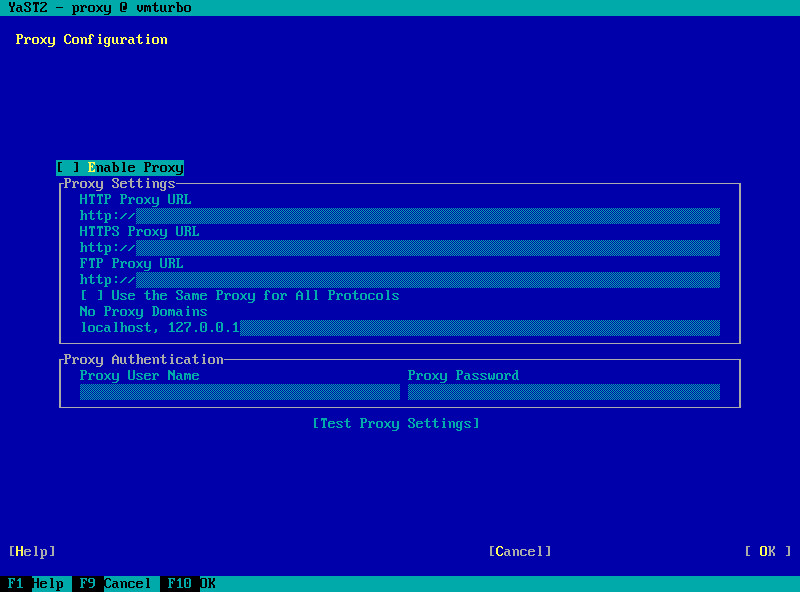 YaST2 - proxy @ vmturbo
Proxy Configuration
[ ] Enable Proxy
Proxy Settings
HTTP Proxy URL
http://
HTTPS Proxy URL
http://
FTP Proxy URL
http://
[ ] Use the Same Proxy for All Protocols
No Proxy Domains
localhost, 127.0.0.1
Proxy Authentication
Proxy User Name Proxy Password
[Test Proxy Settings]
[Help] [Cancel] [ OK ]
F1 Help F9 Cancel F10 OK